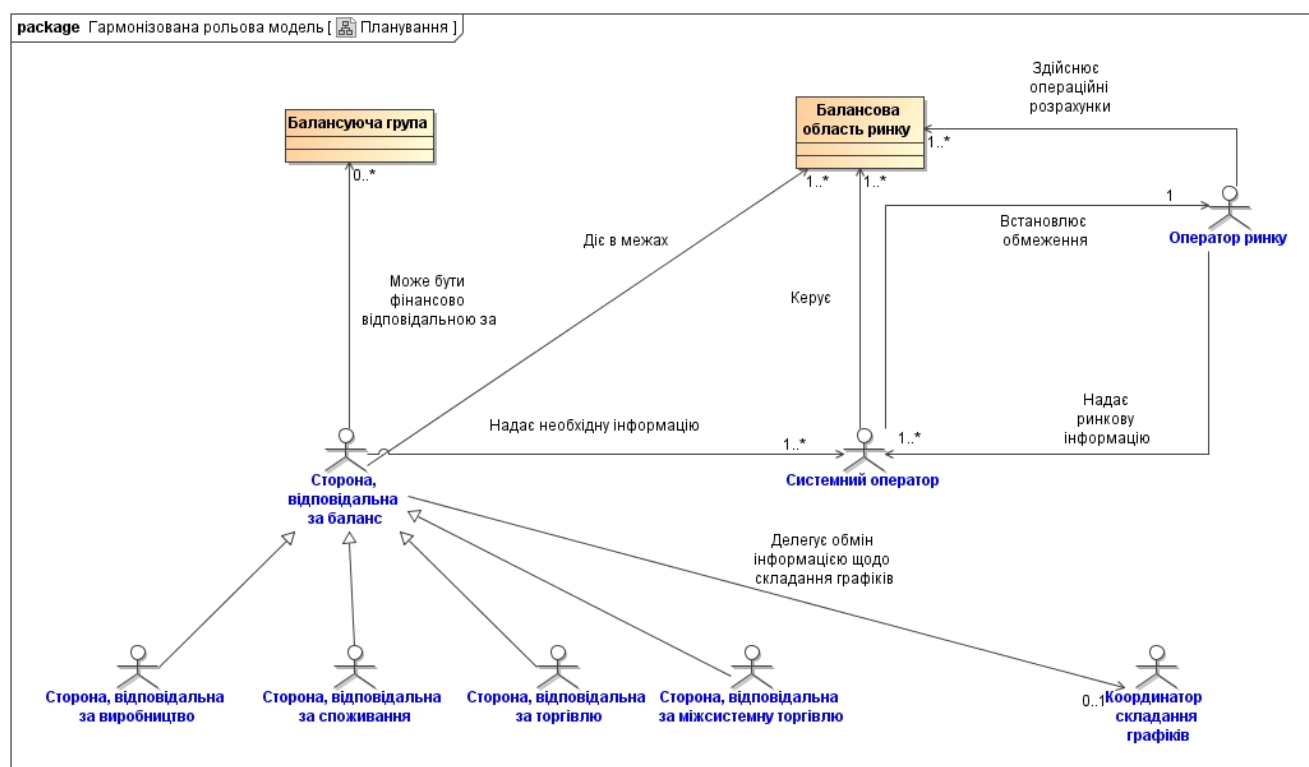 package Гармонізована рольова модель [ Планування ]
Здійснює
операційні
розрахунки
Балансуюча група
Балансова
область ринку
1..*
0..*
1..*
1..*
1
Встановлює
обмеження
Оператор ринку
Діє в межах
Може бути
фінансово
відповідальною за
Керує
Надає необхідну інформацію
Надає
ринкову
інформацію
1..*
1..*
Сторона,
відповідальна
за баланс
Системний оператор
Делегує обмін
інформацією щодо
складання графіків
Сторона, відповідальна
за виробництво
Сторона, відповідальна
за споживання
Сторона, відповідальна
за торгівлю
Сторона, відповідальна
за міжсистемну торгівлю
0..1
Координатор
складання
графіків